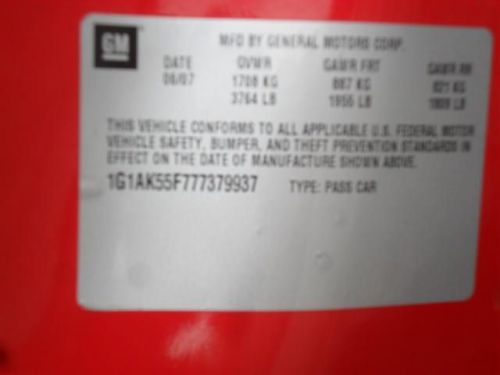 GM
MFD BY GENERAL MOTORS CORP.
DATE GVWR GAWR FRT GAWR RR
06/07 1708 KG 887 KG 821 KG
3764 LB 1955 LB 1809 LB
THIS VEHICLE CONFORMS TO ALL APPLICABLE U.S. FEDERAL MOTOR
VEHICLE SAFETY, BUMPER, AND THEFT PREVENTION STANDARDS IN
EFFECT ON THE DATE OF MANUFACTURE SHOWN ABOVE.
1G1AK55F777379937 TYPE: PASS CAR